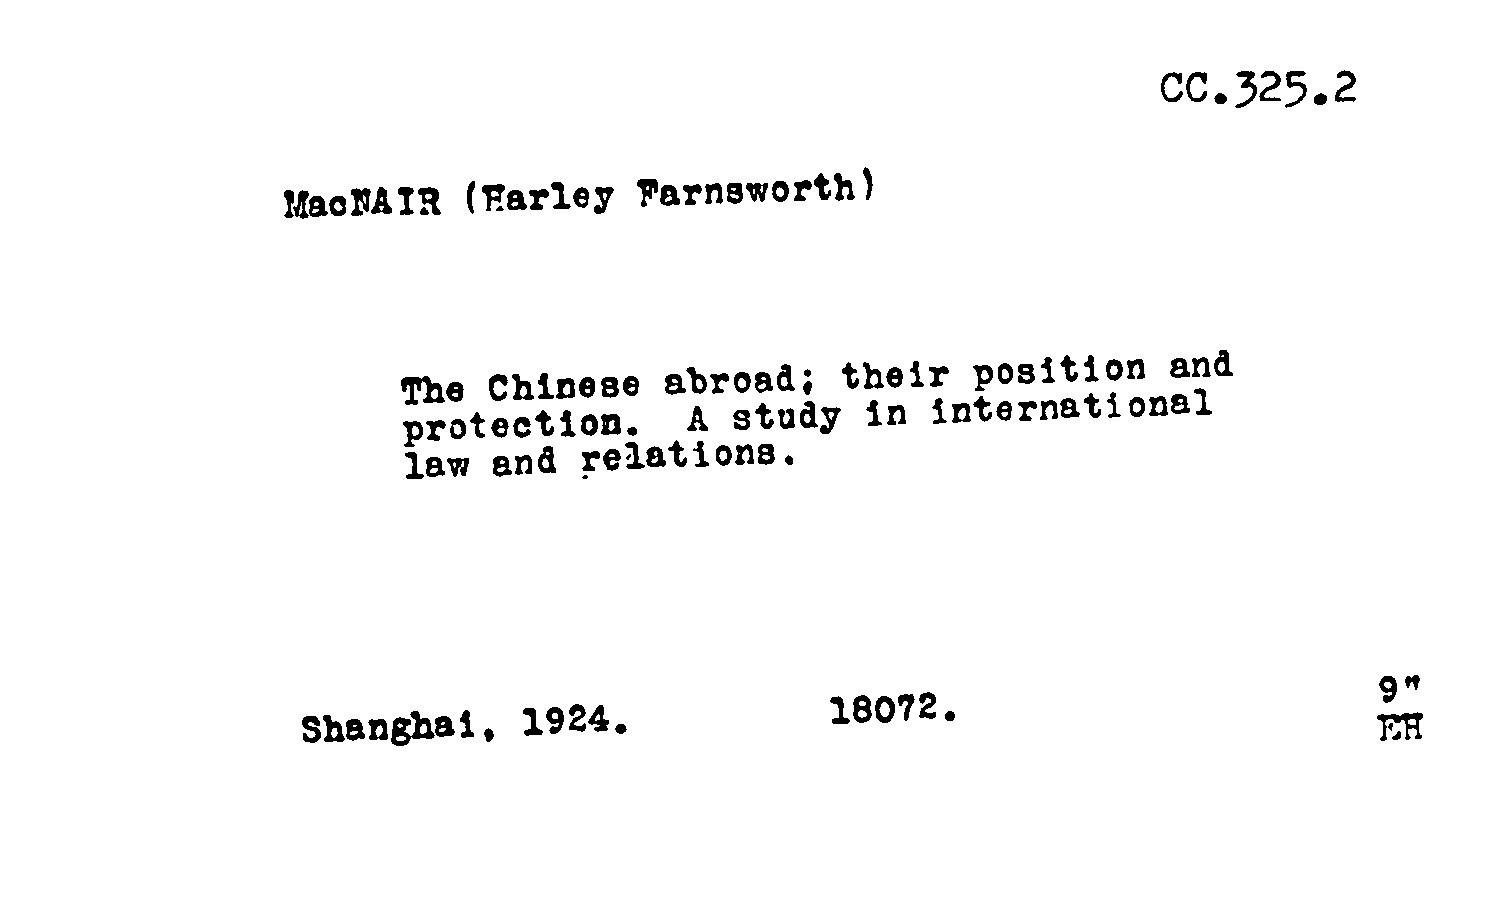 CC.325.2
MacNAIR (Harley Farnsworth)
The Chinese abroad; their position and
protection.  A study in international
law and relations.
Shanghai, 1924.  18072.  9"
EH